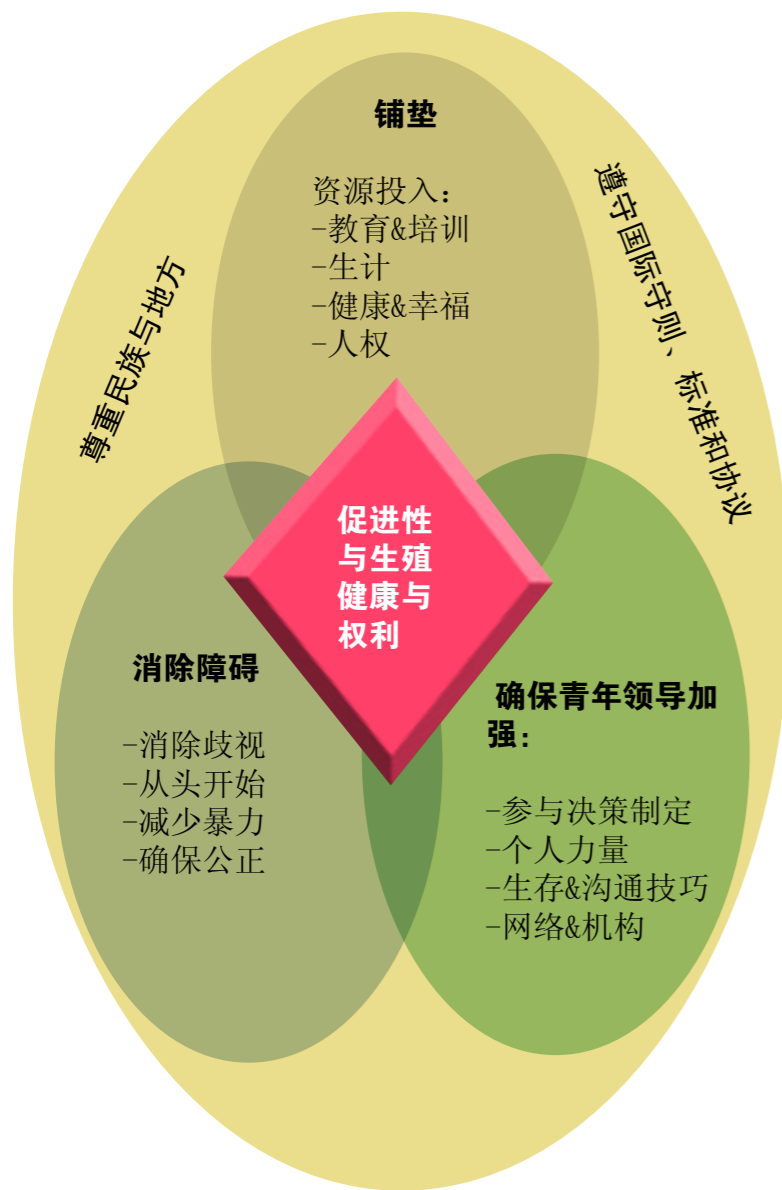 铺垫
资源投入：
-教育&培训
-生计
-健康&幸福
-人权
尊重民族与地方
遵守国际守则、标准和协议
促进性
与生殖
健康与
权利
消除障碍
-消除歧视
-从头开始
-减少暴力
-确保公正
确保青年领导加
强：
-参与决策制定
-个人力量
-生存&沟通技巧
-网络&机构